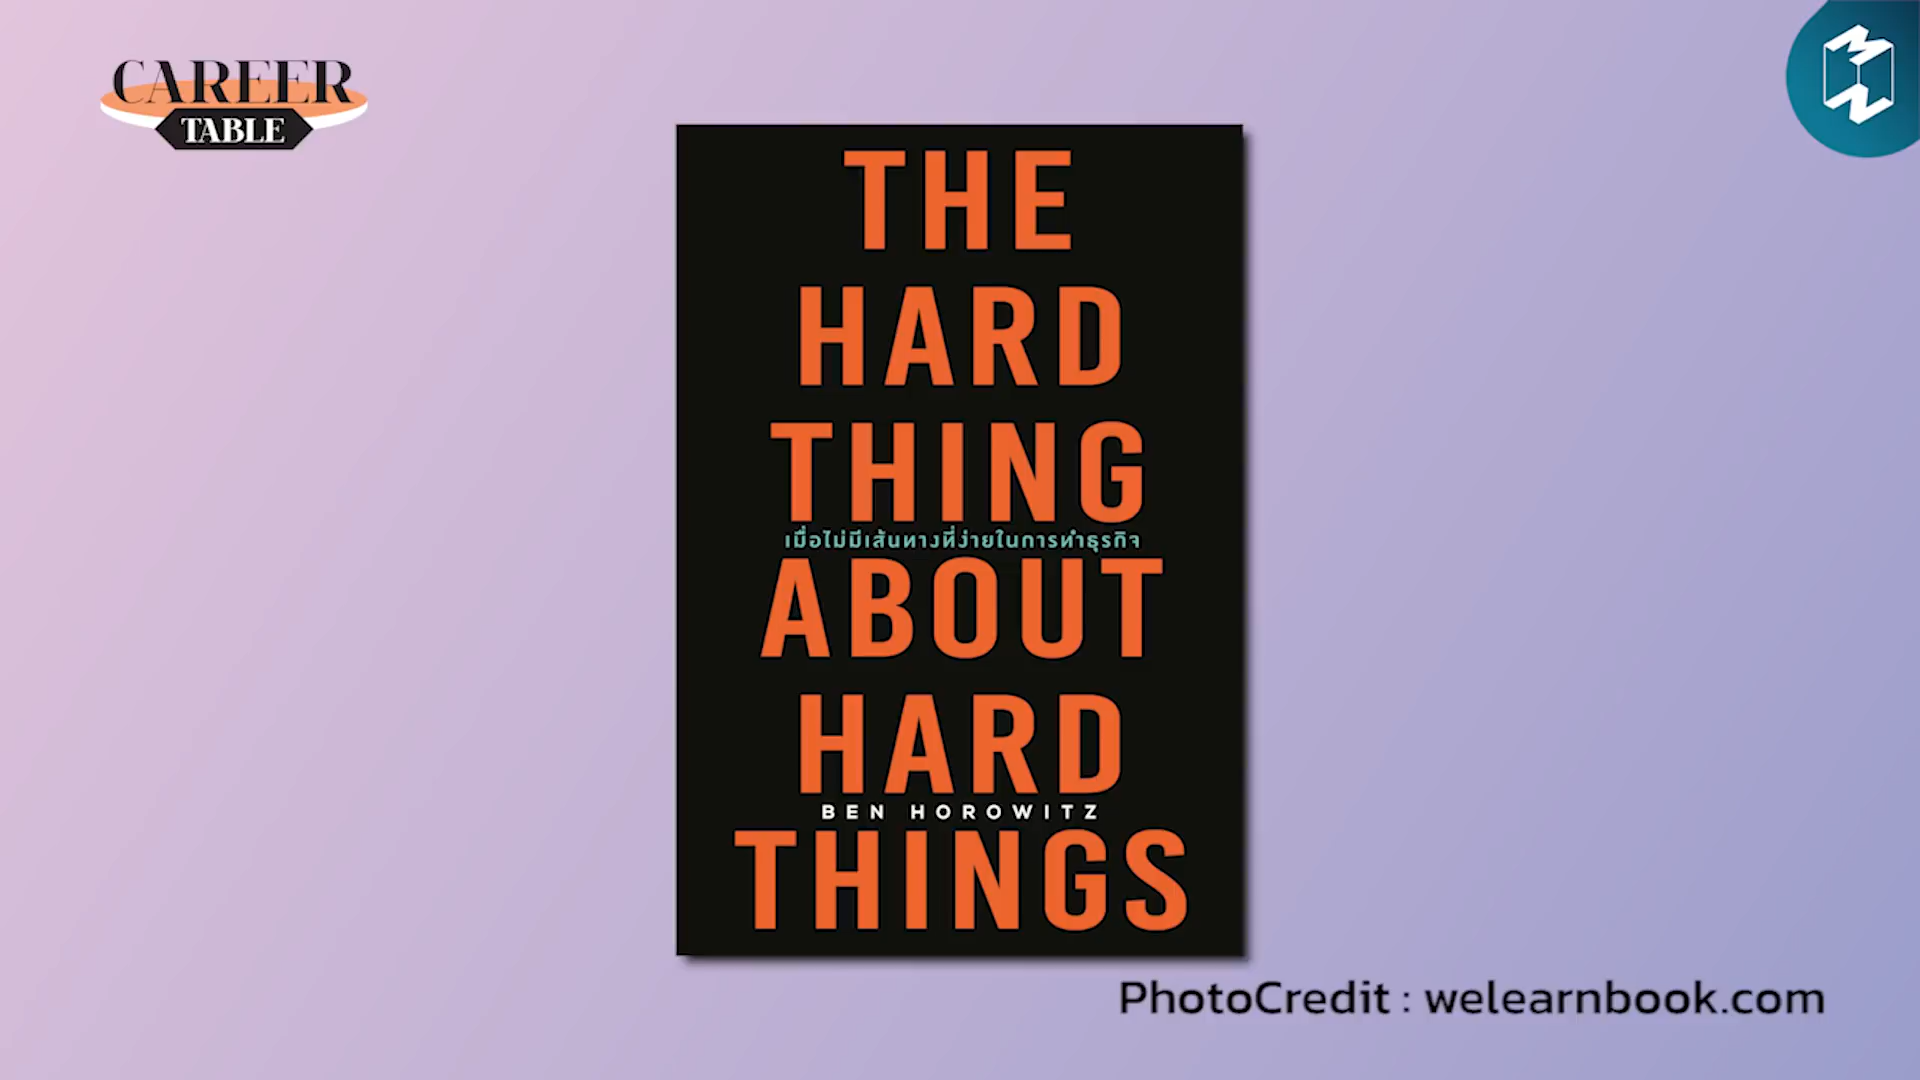 CAREER
TABLE
THE
HARD
THING
เมื่อไม่มีเส้นทางที่ง่ายในการทำธุรกิจ
ABOUT
HARD
BEN HOROWITZ
THINGS
PhotoCredit : welearnbook.com